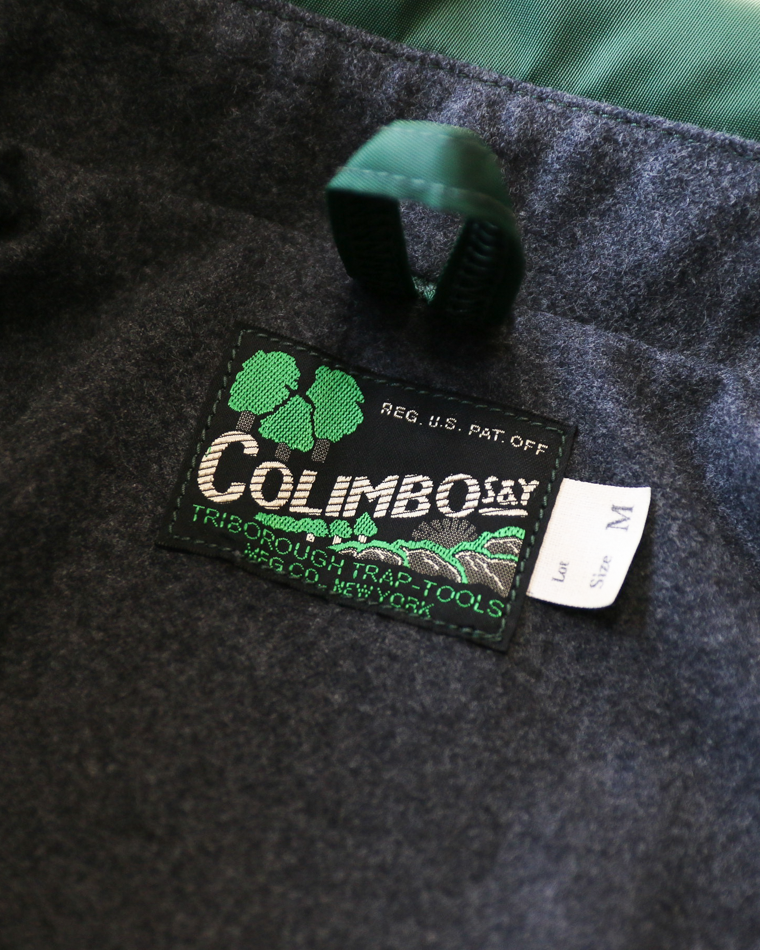 REG. U.S. PAT. OFF
COLIMBO S&Y
TRIBOROUGH TRAP-TOOLS
MFG CO., NEW YORK
Lot
Size M